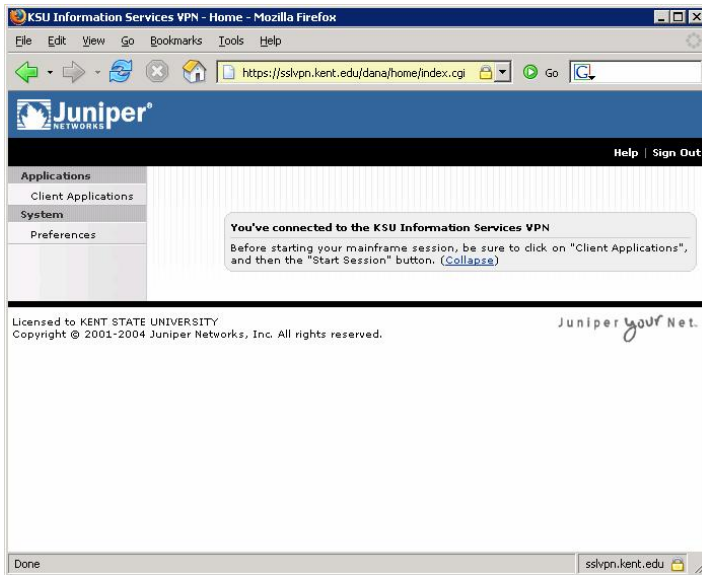 KSU Information Services VPN - Home - Mozilla Firefox
File Edit View Go Bookmarks Tools Help
https://sslvpn.kent.edu/dana/home/index.cgi Go G
Juniper®
NETWORKS
Help | Sign Out
Applications
Client Applications
System
Preferences
You've connected to the KSU Information Services VPN
Before starting your mainframe session, be sure to click on "Client Applications",
and then the "Start Session" button. (Collapse)
Licensed to KENT STATE UNIVERSITY
Copyright © 2001-2004 Juniper Networks, Inc. All rights reserved.
Juniper your Net.
Done sslvpn.kent.edu